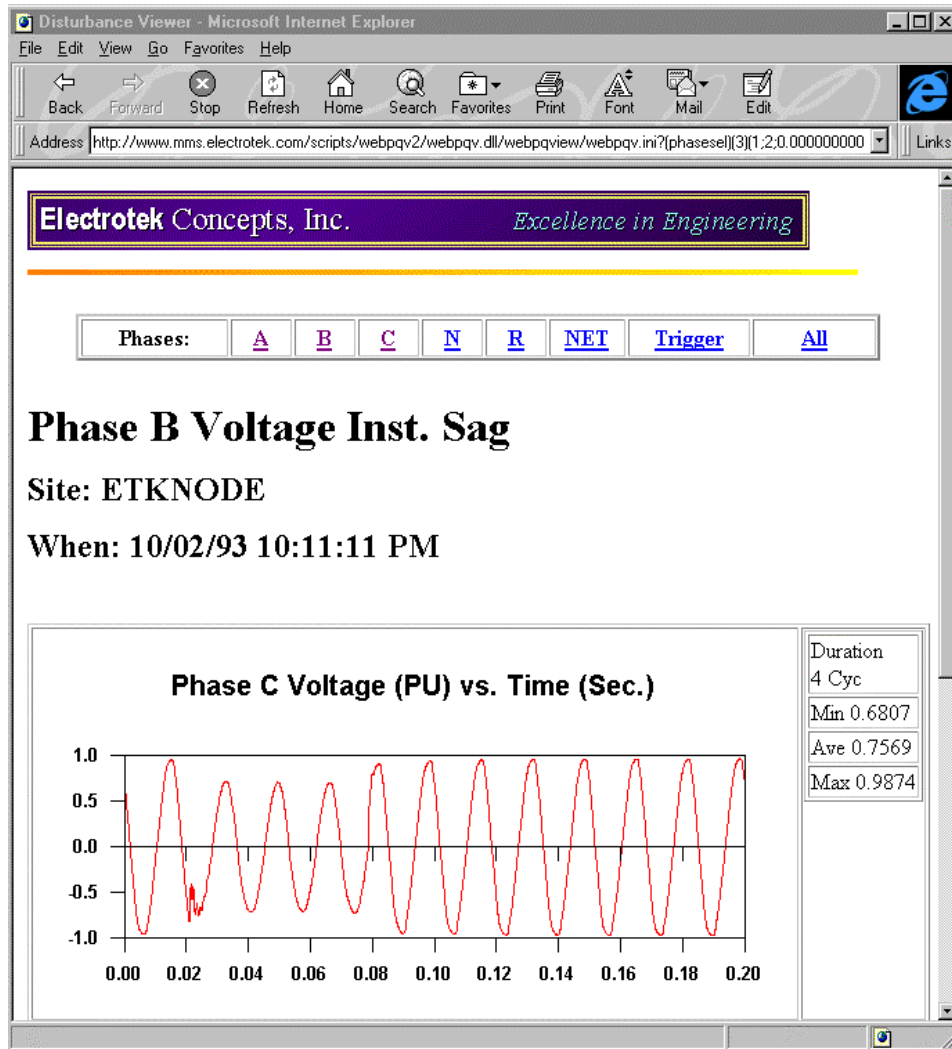 Disturbance Viewer - Microsoft Internet Explorer
File Edit View Go Favorites Help
Back Forward Stop Refresh Home Search Favorites Print Font Mail Edit
Address http://www.mms.electrotek.com/scripts/webpqv2/webpqv.dll/webpqview/webpqv.ini?(phasesel)(3)(1;2;0.000000000 Links
Electrotek Concepts, Inc. Excellence in Engineering
Phases: A B C N R NET Trigger All
Phase B Voltage Inst. Sag
Site: ETKNODE
When: 10/02/93 10:11:11 PM
Phase C Voltage (PU) vs. Time (Sec.)
1.0
0.5
0.0
-0.5
-1.0
0.00 0.02 0.04 0.06 0.08 0.10 0.12 0.14 0.16 0.18 0.20
Duration
4 Cyc
Min 0.6807
Ave 0.7569
Max 0.9874